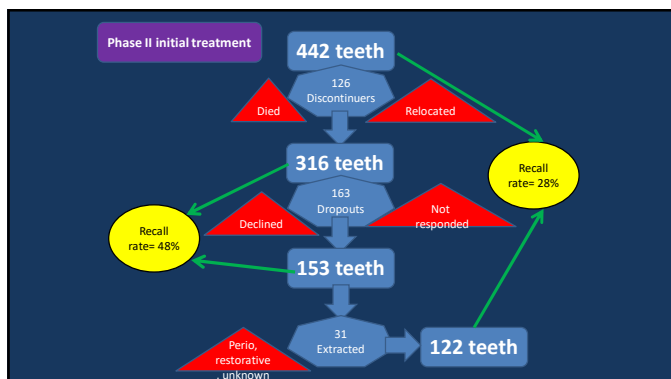 Phase II initial treatment
442 teeth
126
Discontinuers
Died
Relocated
316 teeth
Recall
rate= 28%
163
Dropouts
Declined
Not
responded
Recall
rate= 48%
153 teeth
31
Extracted
122 teeth
Perio,
restorative
, unknown